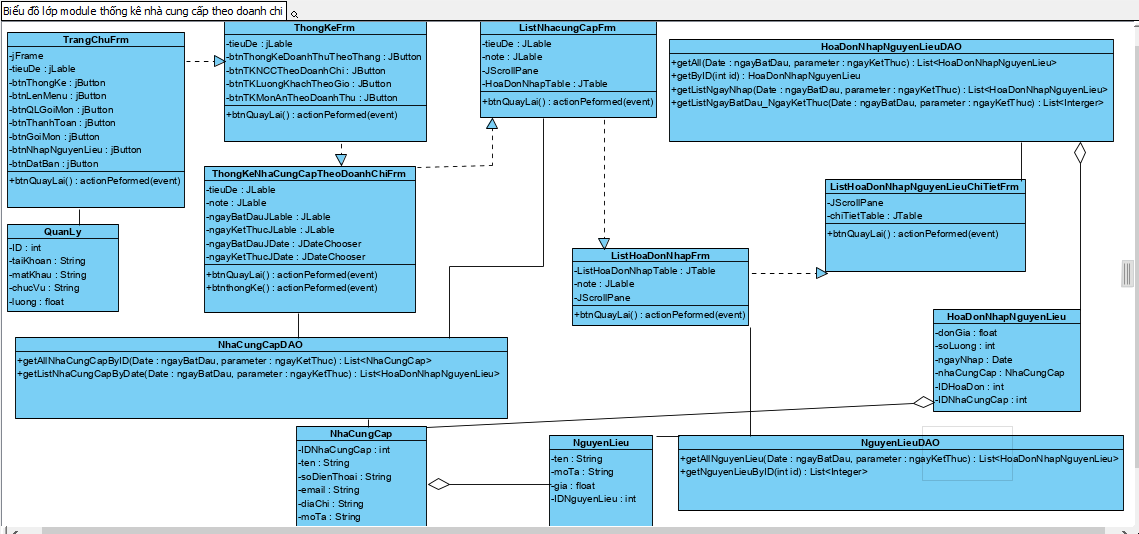 Biểu đồ lớp module thống kê nhà cung cấp theo doanh chi
TrangChuFrm
-jFrame
-tieuDe : jLable
-btnThongKe : jButton
-btnLenMenu : jButton
-btnQLGoiMon : jButton
-btnThanhToan : jButton
-btnGoiMon : jButton
-btnNhapNguyenLieu : jButton
-btnDatBan : jButton
+btnQuayLai() : actionPeformed(event)
QuanLy
-ID : int
-taiKhoan : String
-matKhau : String
-chucVu : String
-luong : float
ThongKeFrm
-tieuDe : jLable
-btnThongKeDoanhThuTheoThang : JButton
-btnTKNCCTheoDoanhChi : JButton
-btnTKLuongKhachTheoGio : JButton
-btnTKMonAnTheoDoanhThu : JButton
+btnQuayLai() : actionPeformed(event)
ThongKeNhaCungCapTheoDoanhChiFrm
-tieuDe : JLable
-note : JLable
-ngayBatDauJLable : JLable
-ngayKetThucJLable : JLable
-ngayBatDauJDate : JDateChooser
-ngayKetThucJDate : JDateChooser
+btnQuayLai() : actionPeformed(event)
+btnthongKe() : actionPeformed(event)
ListNhacungCapFrm
-tieuDe : JLable
-note : JLable
-JScrollPane
-HoaDonNhapTable : JTable
+btnQuayLai() : actionPeformed(event)
HoaDonNhapNguyenLieuDAO
+getAll(Date : ngayBatDau, parameter : ngayKetThuc) : List<HoaDonNhapNguyenLieu>
+getByID(int id) : HoaDonNhapNguyenLieu
+getListNgayNhap(Date : ngayBatDau, parameter : ngayKetThuc) : List<HoaDonNhapNguyenLieu>
+getListNgayBatDau_NgayKetThuc(Date : ngayBatDau, parameter : ngayKetThuc) : List<Interger>
ListHoaDonNhapNguyenLieuChiTietFrm
-JScrollPane
-chiTietTable : JTable
+btnQuayLai() : actionPeformed(event)
ListHoaDonNhapFrm
-ListHoaDonNhapTable : JTable
-note : JLable
-JScrollPane
+btnQuayLai() : actionPeformed(event)
HoaDonNhapNguyenLieu
-donGia : float
-soLuong : int
-ngayNhap : Date
-nhaCungCap : NhaCungCap
-IDHoaDon : int
-IDNhaCungCap : int
NhaCungCapDAO
+getAllNhaCungCapByID(Date : ngayBatDau, parameter : ngayKetThuc) : List<NhaCungCap>
+getListNhaCungCapByDate(Date : ngayBatDau, parameter : ngayKetThuc) : List<HoaDonNhapNguyenLieu>
NhaCungCap
-IDNhaCungCap : int
-ten : String
-soDienThoai : String
-email : String
-diaChi : String
-moTa : String
NguyenLieu
-ten : String
-moTa : String
-gia : float
-IDNguyenLieu : int
NguyenLieuDAO
+getAllNguyenLieu(Date : ngayBatDau, parameter : ngayKetThuc) : List<HoaDonNhapNguyenLieu>
+getNguyenLieuByID(int id) : List<Integer>